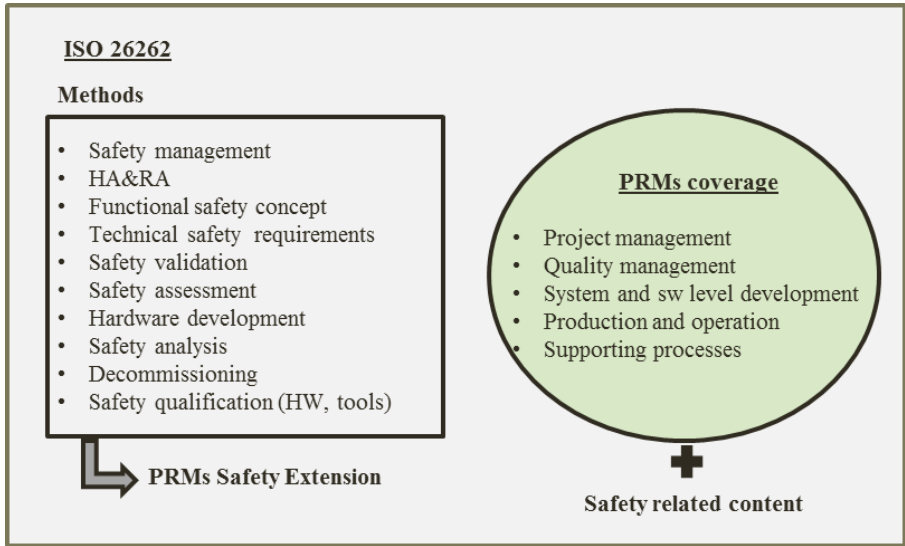 ISO 26262
Methods
• Safety management
• HA&RA
• Functional safety concept
• Technical safety requirements
• Safety validation
• Safety assessment
• Hardware development
• Safety analysis
• Decommissioning
• Safety qualification (HW, tools)
PRMs Safety Extension
PRMs coverage
• Project management
• Quality management
• System and sw level development
• Production and operation
• Supporting processes
Safety related content